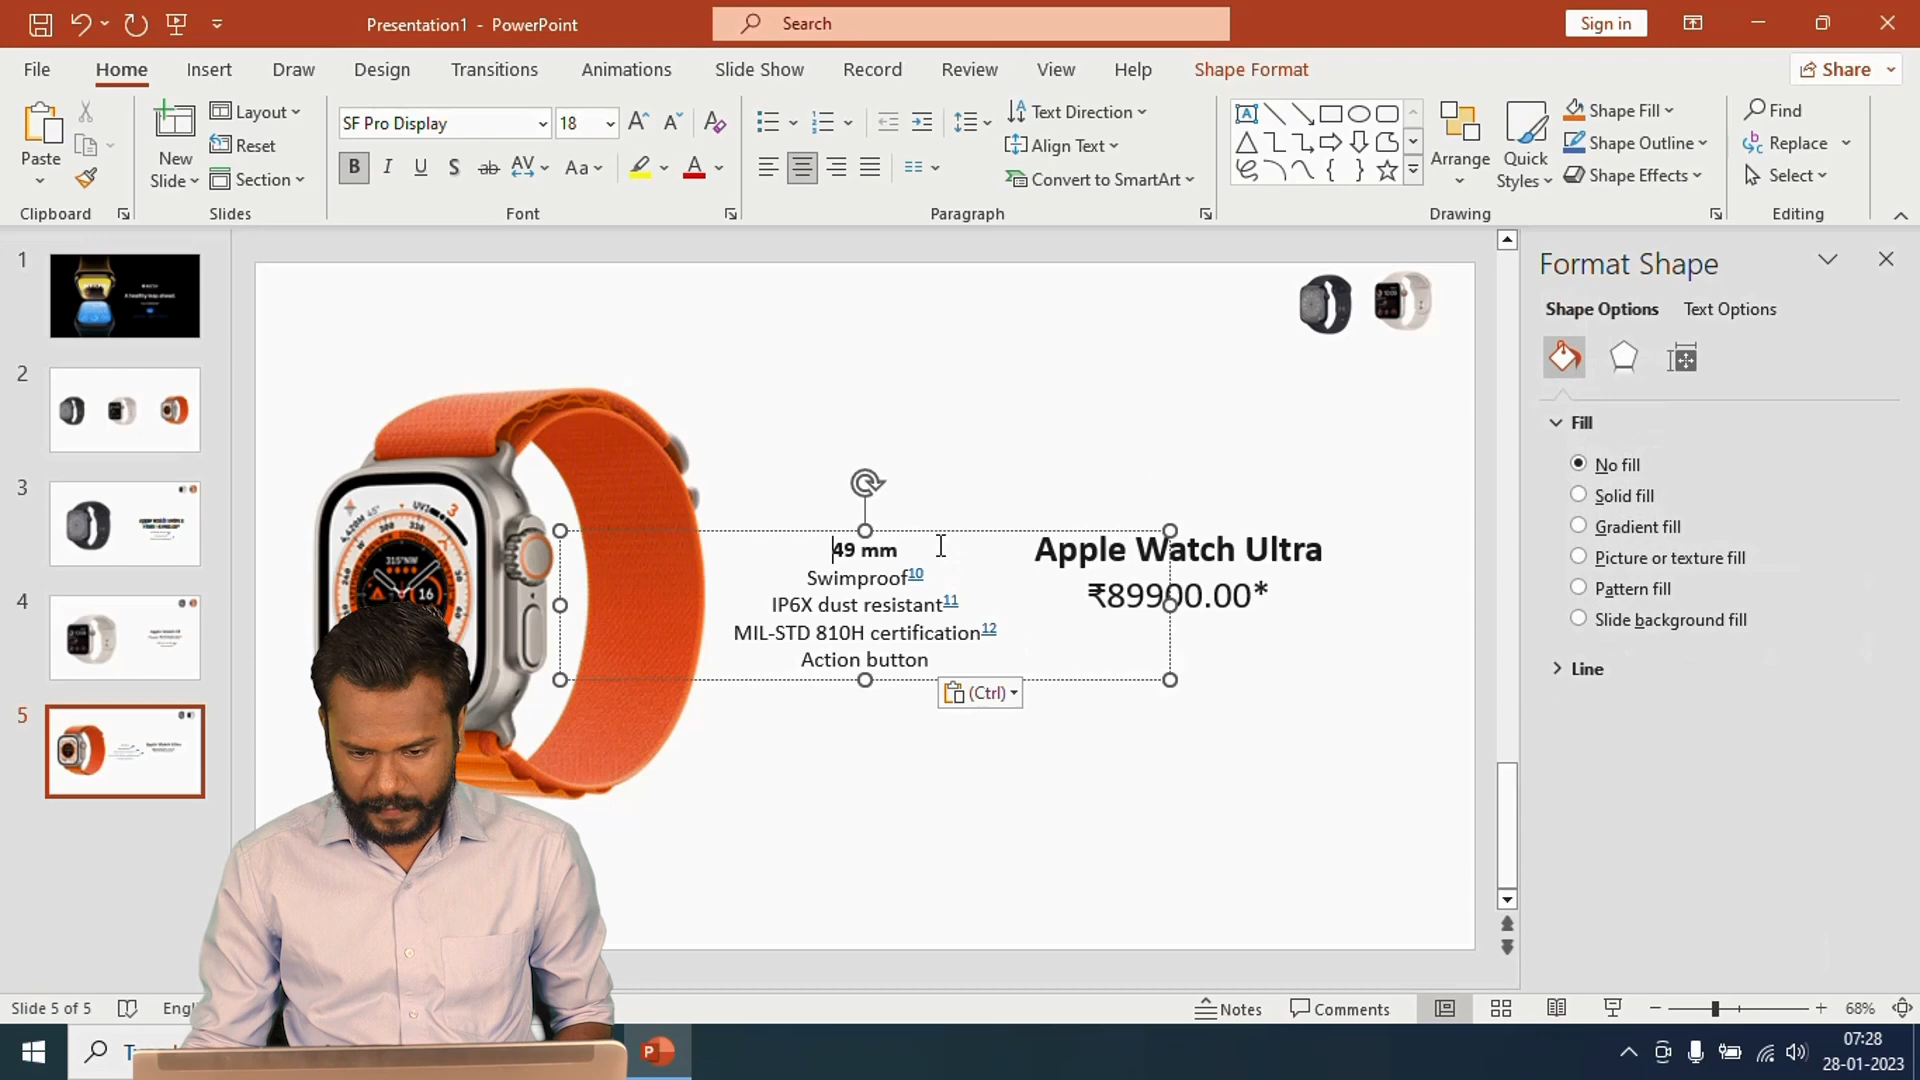 Presentation1 - PowerPoint
Search
Sign in
File
Home
Insert
Draw
Design
Transitions
Animations
Slide Show
Record
Review
View
Help
Shape Format
Share
Paste
New
Slide
Layout
Reset
Section
SF Pro Display
18
Text Direction
Align Text
Convert to SmartArt
Arrange
Quick
Styles
Shape Fill
Shape Outline
Shape Effects
Find
Replace
Select
Clipboard
Slides
Font
Paragraph
Drawing
Editing
1
2
3
4
5
49 mm
Swimproof10
IP6X dust resistant11
MIL-STD 810H certification12
Action button
(Ctrl)
Apple Watch Ultra
₹89900.00*
Format Shape
Shape Options
Text Options
Fill
No fill
Solid fill
Gradient fill
Picture or texture fill
Pattern fill
Slide background fill
Line
Slide 5 of 5
Notes
Comments
68%
07:28
28-01-2023